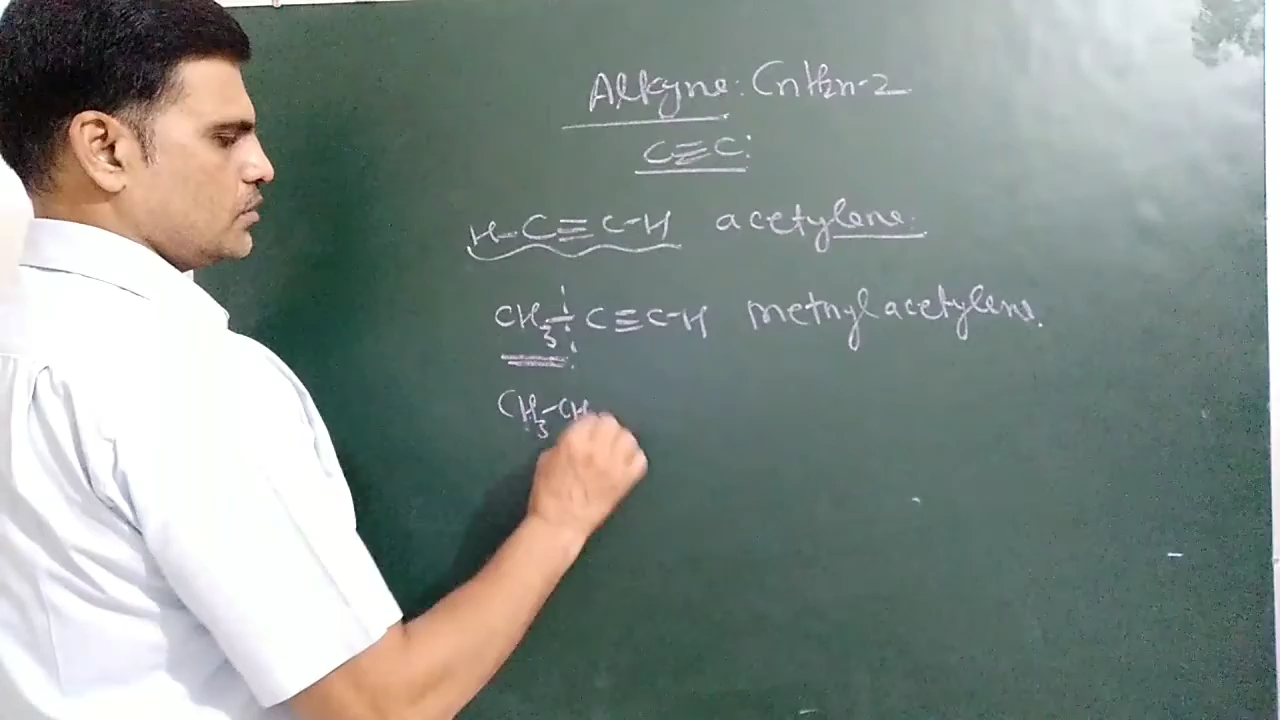 Alkyne: CnH2n-2
C≡C:
H-C≡C-H acetylene.
CH3-C≡C-H methylacetylene.
CH3-CH